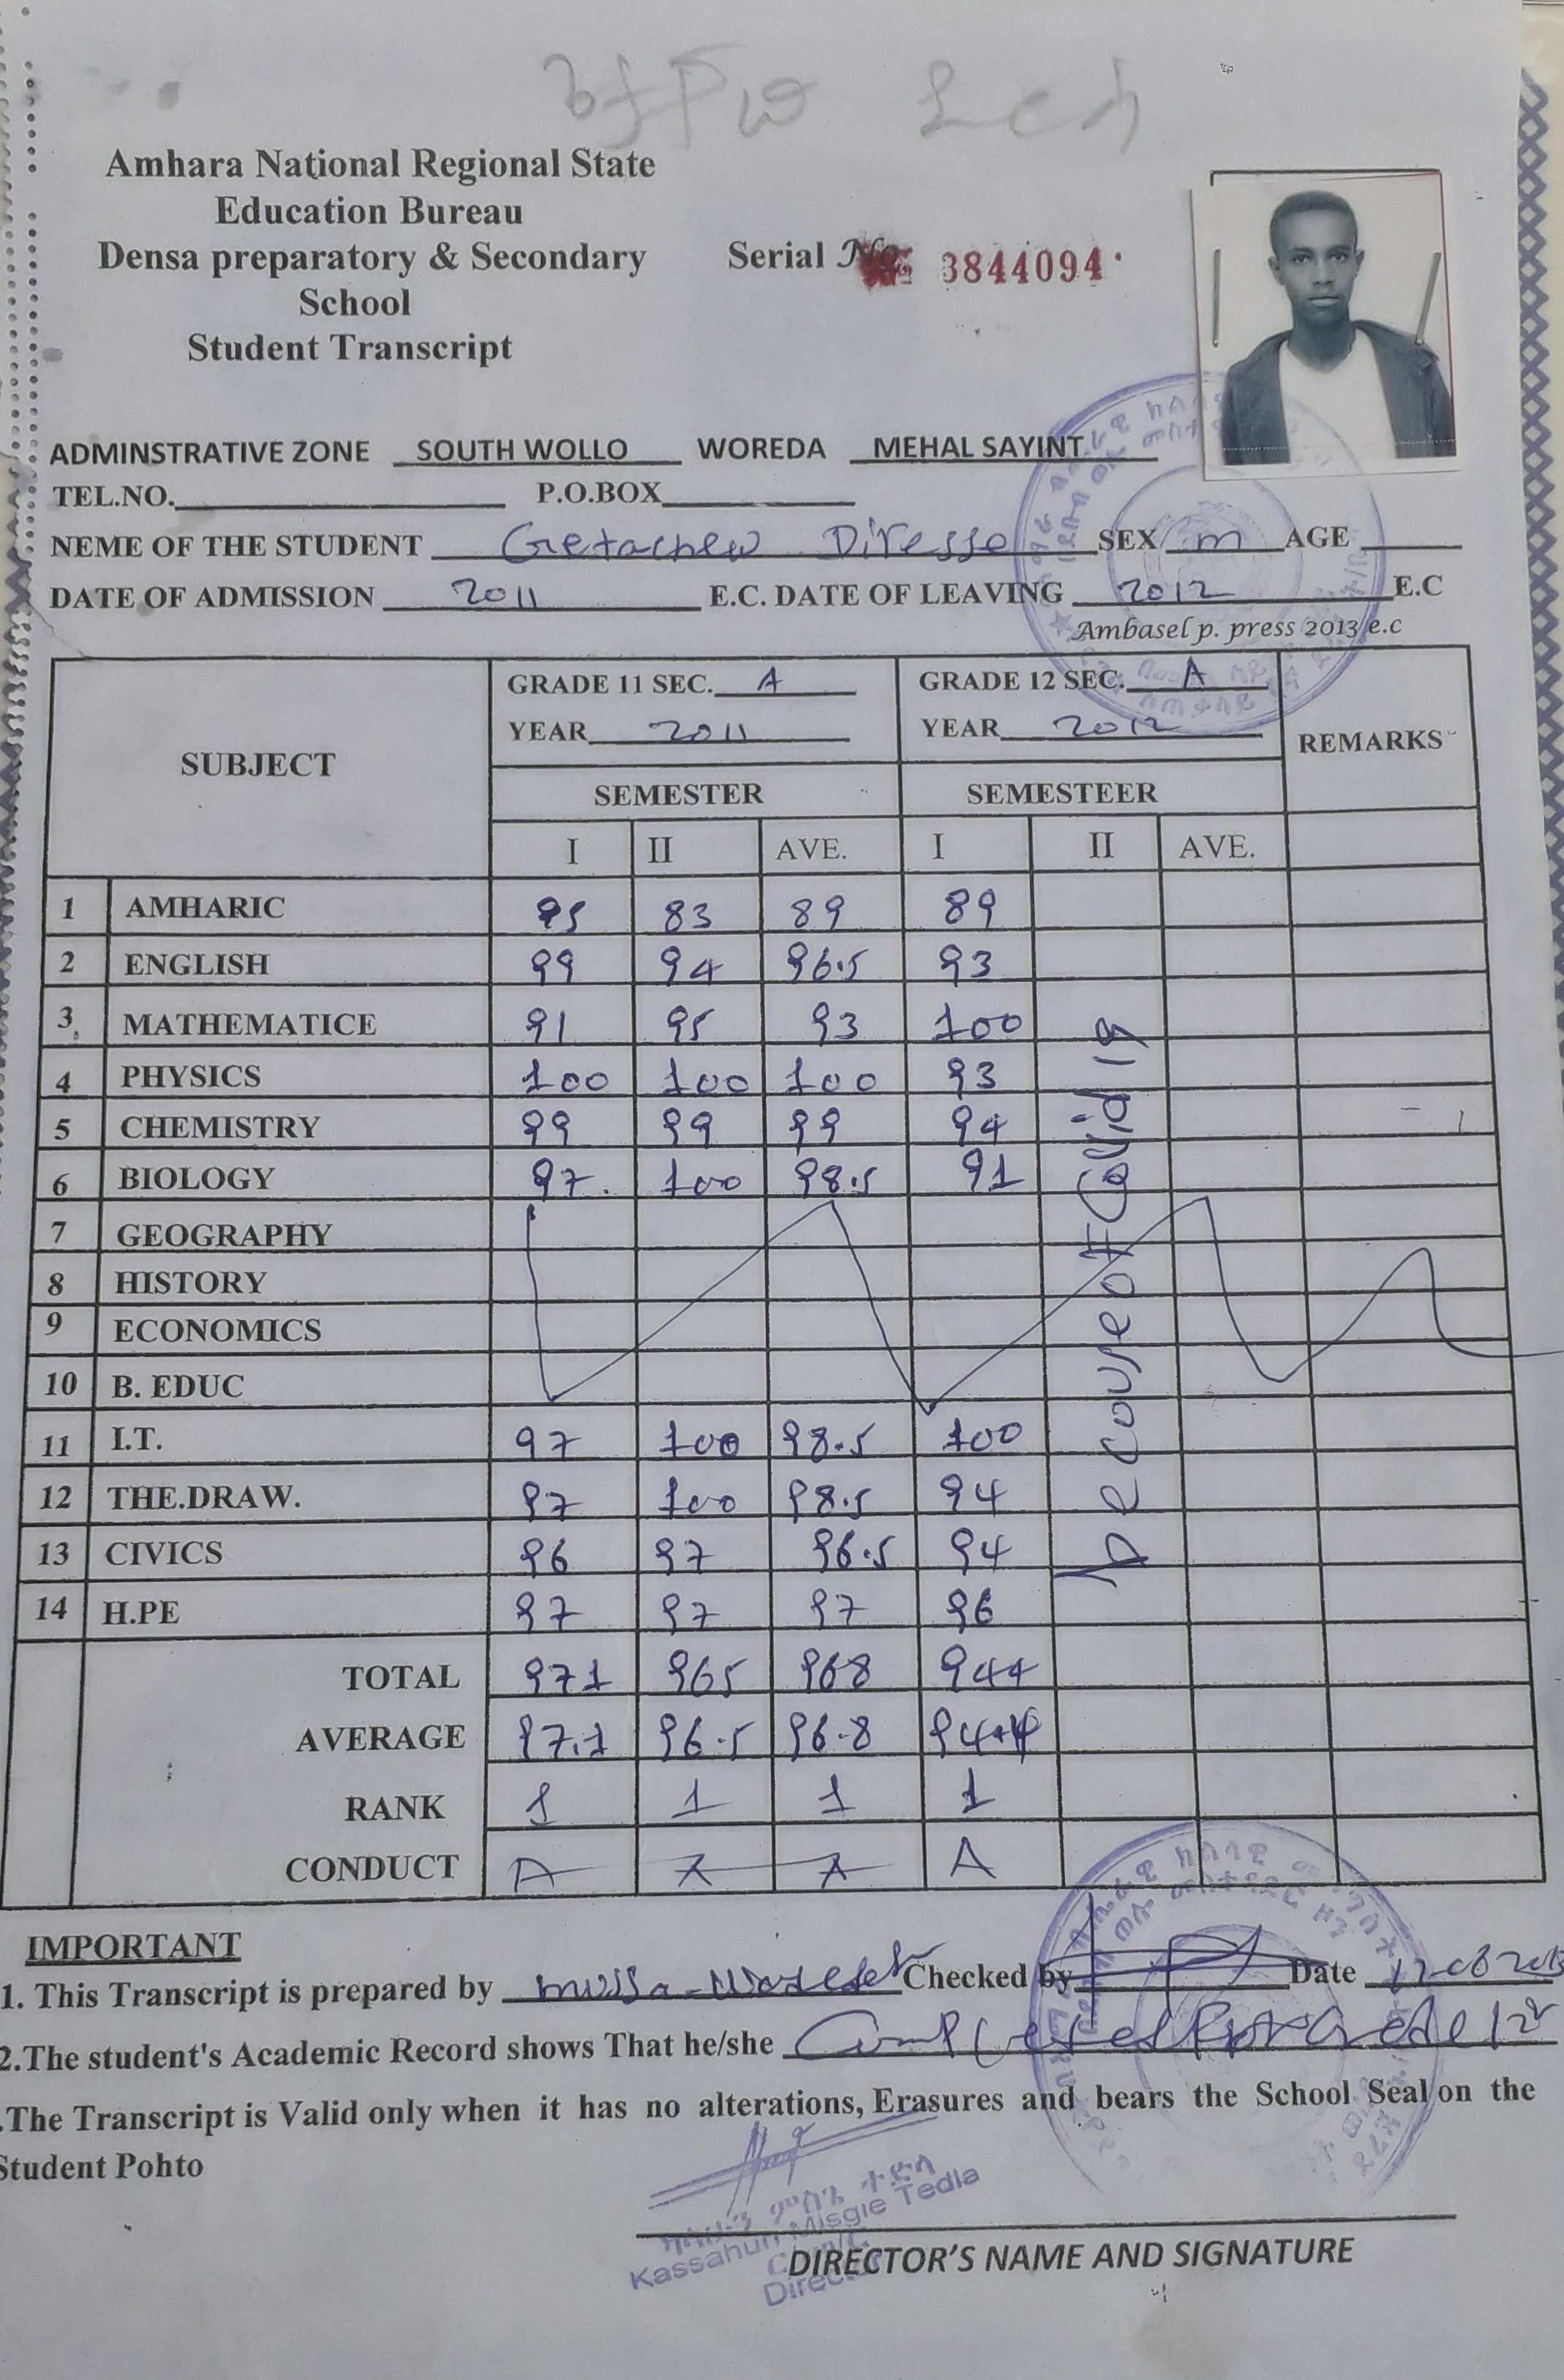 Amhara National Regional State
Education Bureau
Densa preparatory & Secondary
School
Student Transcript
Serial No 3844094
ADMINSTRATIVE ZONE SOUTH WOLLO WOREDA MEHAL SAYINT
TEL.NO. P.O.BOX
NEME OF THE STUDENT Getachew Diresse SEX m AGE
DATE OF ADMISSION 2011 E.C. DATE OF LEAVING 2012 E.C
Ambasel p. press 2013 e.c
SUBJECT GRADE 11 SEC. A GRADE 12 SEC. A REMARKS
YEAR 2011 YEAR 2012
SEMESTER SEMESTEER
I II AVE. I II AVE.
1 AMHARIC 95 83 89 89
2 ENGLISH 99 94 96.5 93
3 MATHEMATICE 91 95 93 100
4 PHYSICS 100 100 100 93
5 CHEMISTRY 99 99 99 94
6 BIOLOGY 97. 100 98.5 91
7 GEOGRAPHY
8 HISTORY
9 ECONOMICS
10 B. EDUC
11 I.T. 97 100 98.5 100
12 THE.DRAW. 97 100 98.5 94
13 CIVICS 96 97 96.5 94
14 H.PE 97 97 97 96
TOTAL 971 965 968 944
AVERAGE 97.1 96.5 96.8 94.4
RANK 1 1 1 1
CONDUCT A A A A
becouse of Covid 19
IMPORTANT
1. This Transcript is prepared by Checked by Date 17-08-2013
2.The student's Academic Record shows That he/she Grade 12
.The Transcript is Valid only when it has no alterations, Erasures and bears the School Seal on the
Student Pohto
ካሳሁን ምስጌ ተድላ
Kassahun Misgie Tedla
Director
DIRECTOR'S NAME AND SIGNATURE